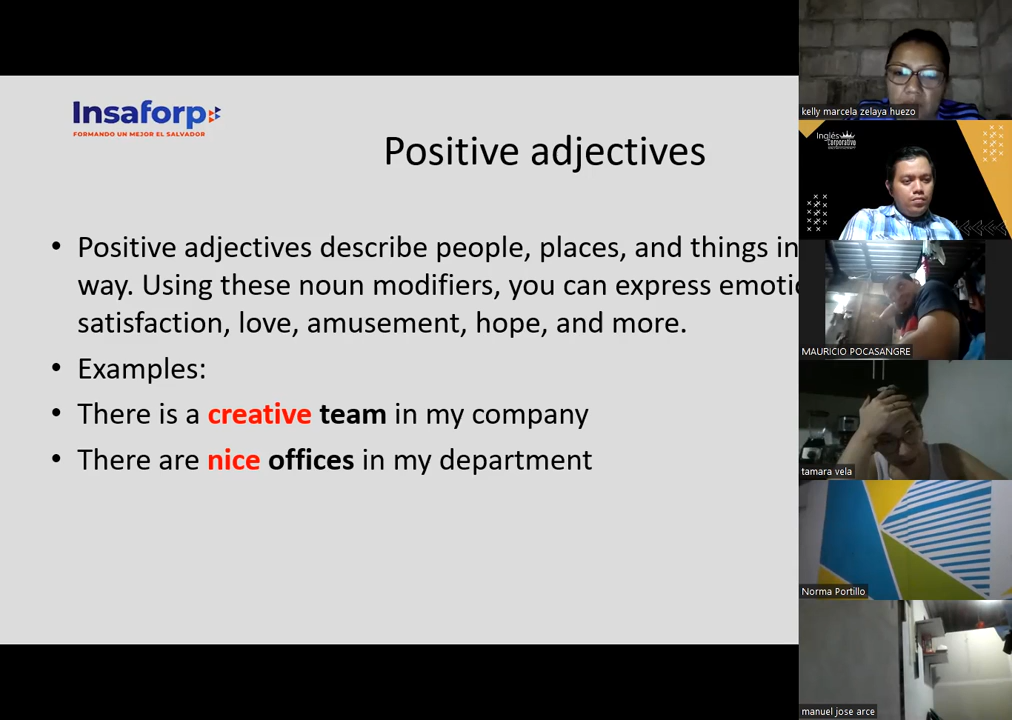 Insaforp
FORMANDO UN MEJOR EL SALVADOR
Positive adjectives
• Positive adjectives describe people, places, and things in
way. Using these noun modifiers, you can express
satisfaction, love, amusement, hope, and more.
• Examples:
• There is a creative team in my company
• There are nice offices in my department
kelly marcela zelaya huezo
Inglés
Corporativo
MAURICIO POCASANGRE
tamara vela
Norma Portillo
manuel jose arce